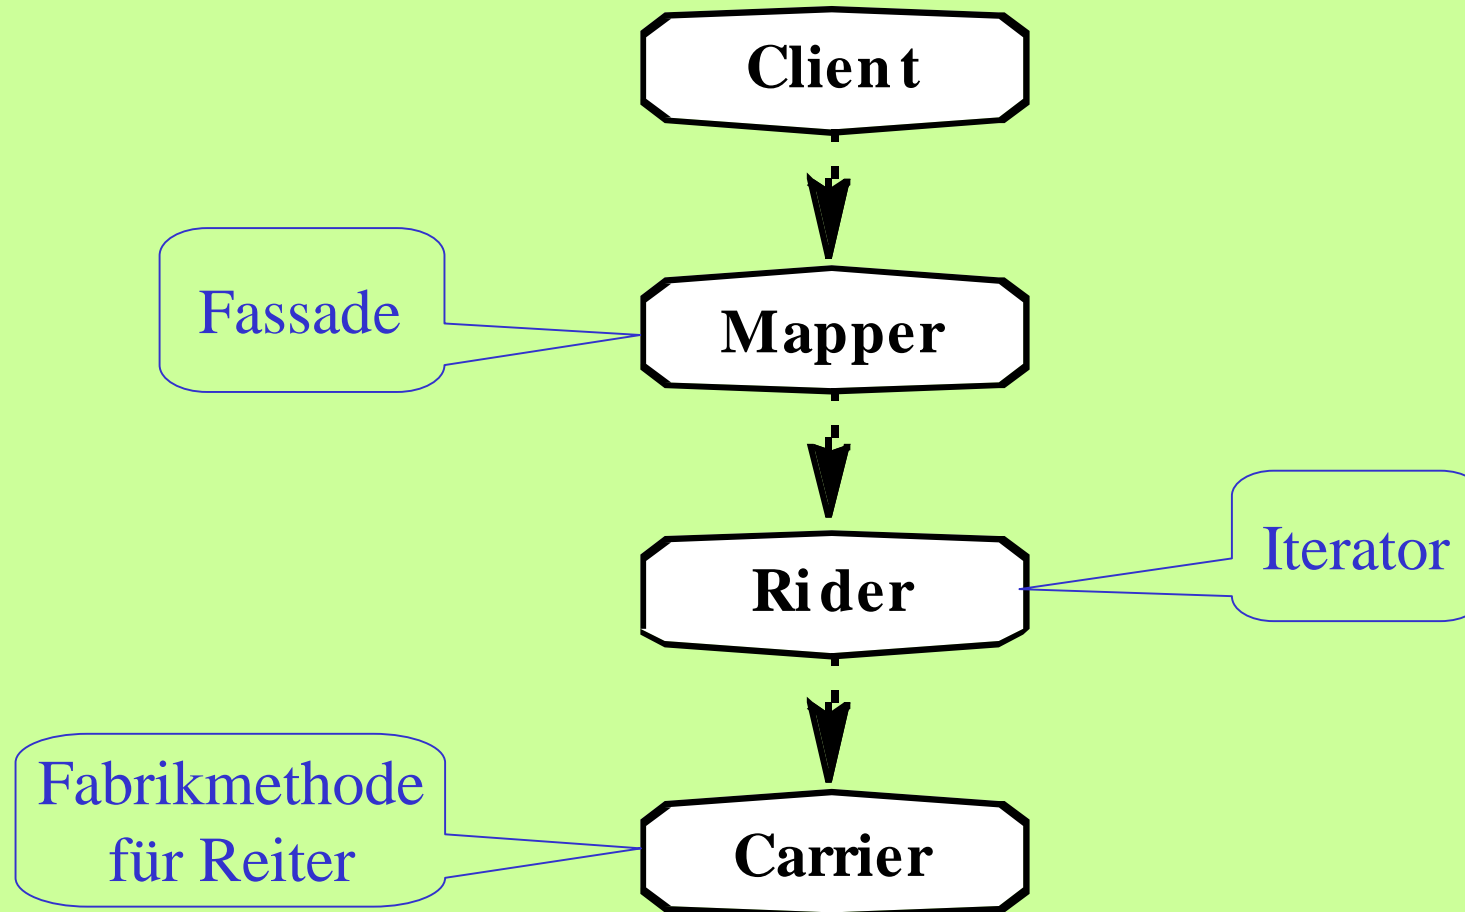 Client
Fassade
Mapper
Iterator
Rider
Fabrikmethode
für Reiter
Carrier